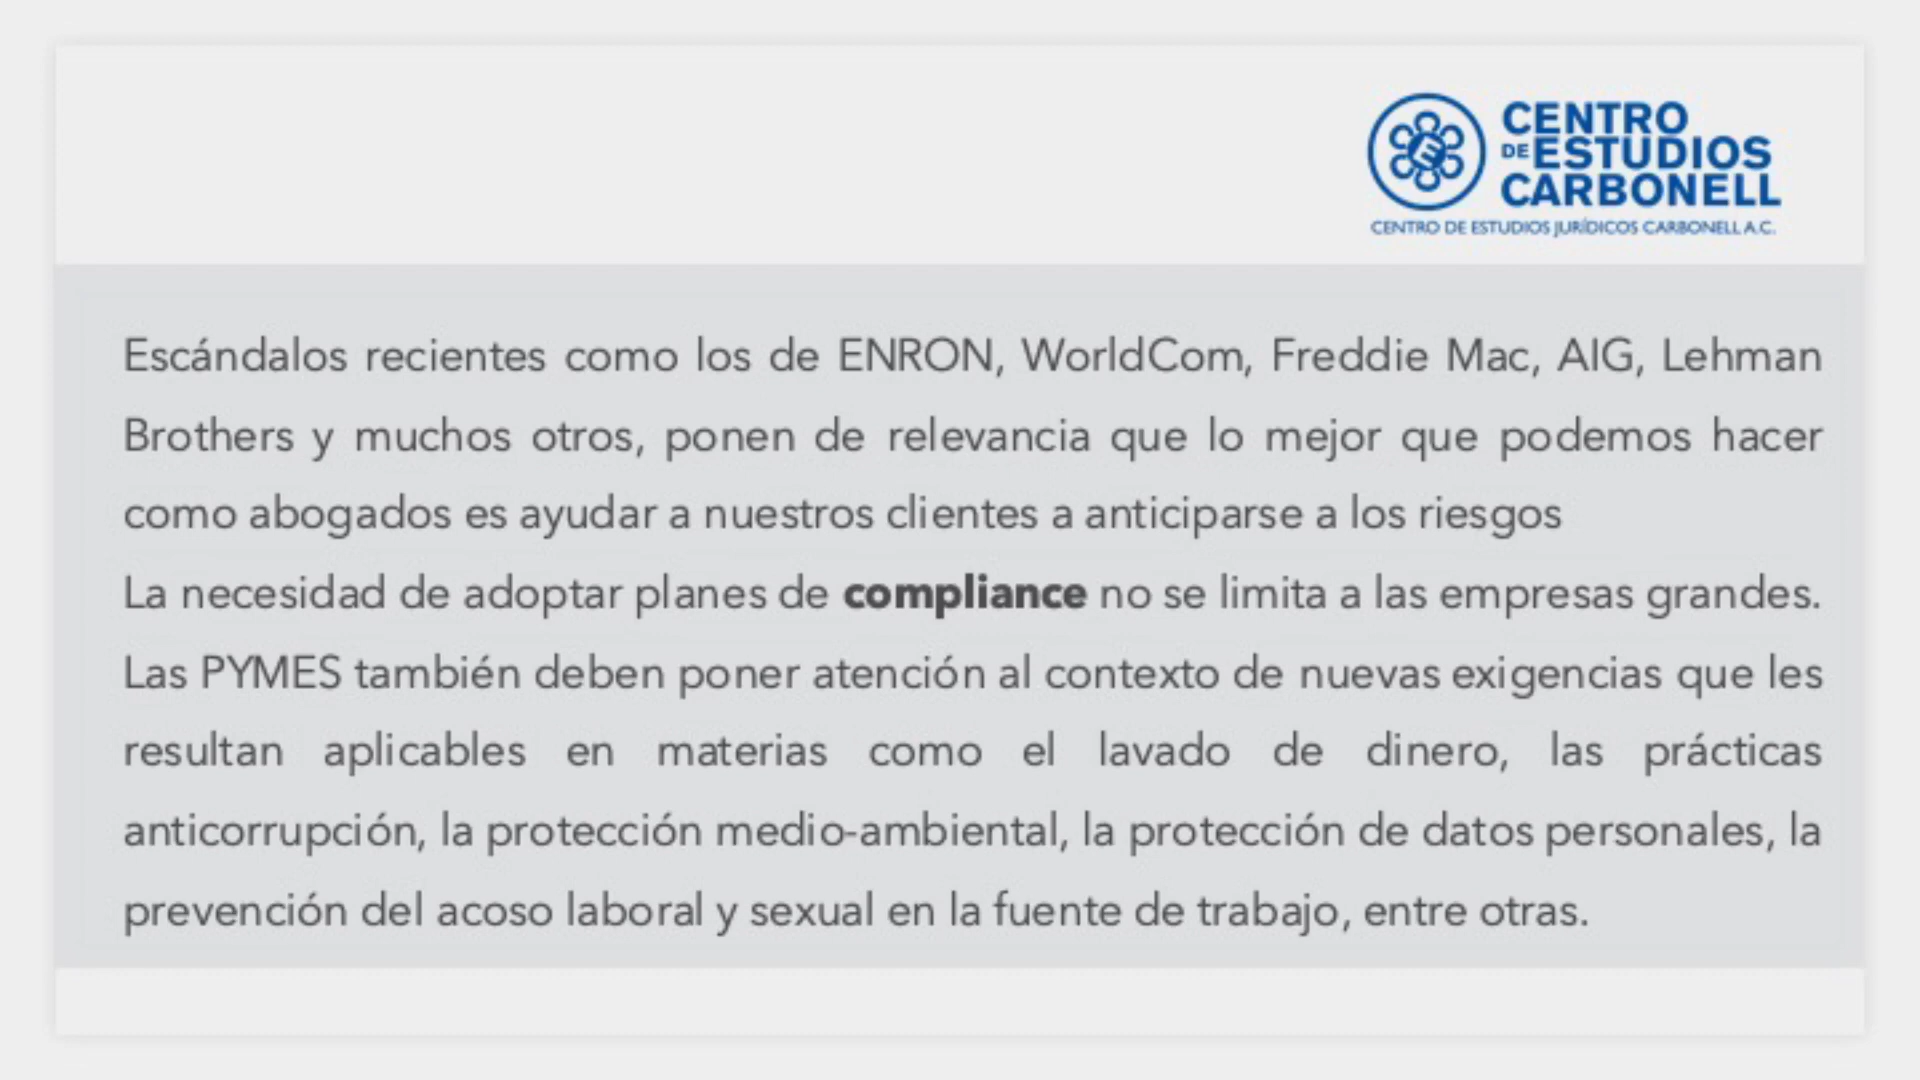 CENTRO
DE ESTUDIOS
CARBONELL
CENTRO DE ESTUDIOS JURÍDICOS CARBONELL A.C.
Escándalos recientes como los de ENRON, WorldCom, Freddie Mac, AIG, Lehman
Brothers y muchos otros, ponen de relevancia que lo mejor que podemos hacer
como abogados es ayudar a nuestros clientes a anticiparse a los riesgos
La necesidad de adoptar planes de compliance no se limita a las empresas grandes.
Las PYMES también deben poner atención al contexto de nuevas exigencias que les
resultan aplicables en materias como el lavado de dinero, las prácticas
anticorrupción, la protección medio-ambiental, la protección de datos personales, la
prevención del acoso laboral y sexual en la fuente de trabajo, entre otras.